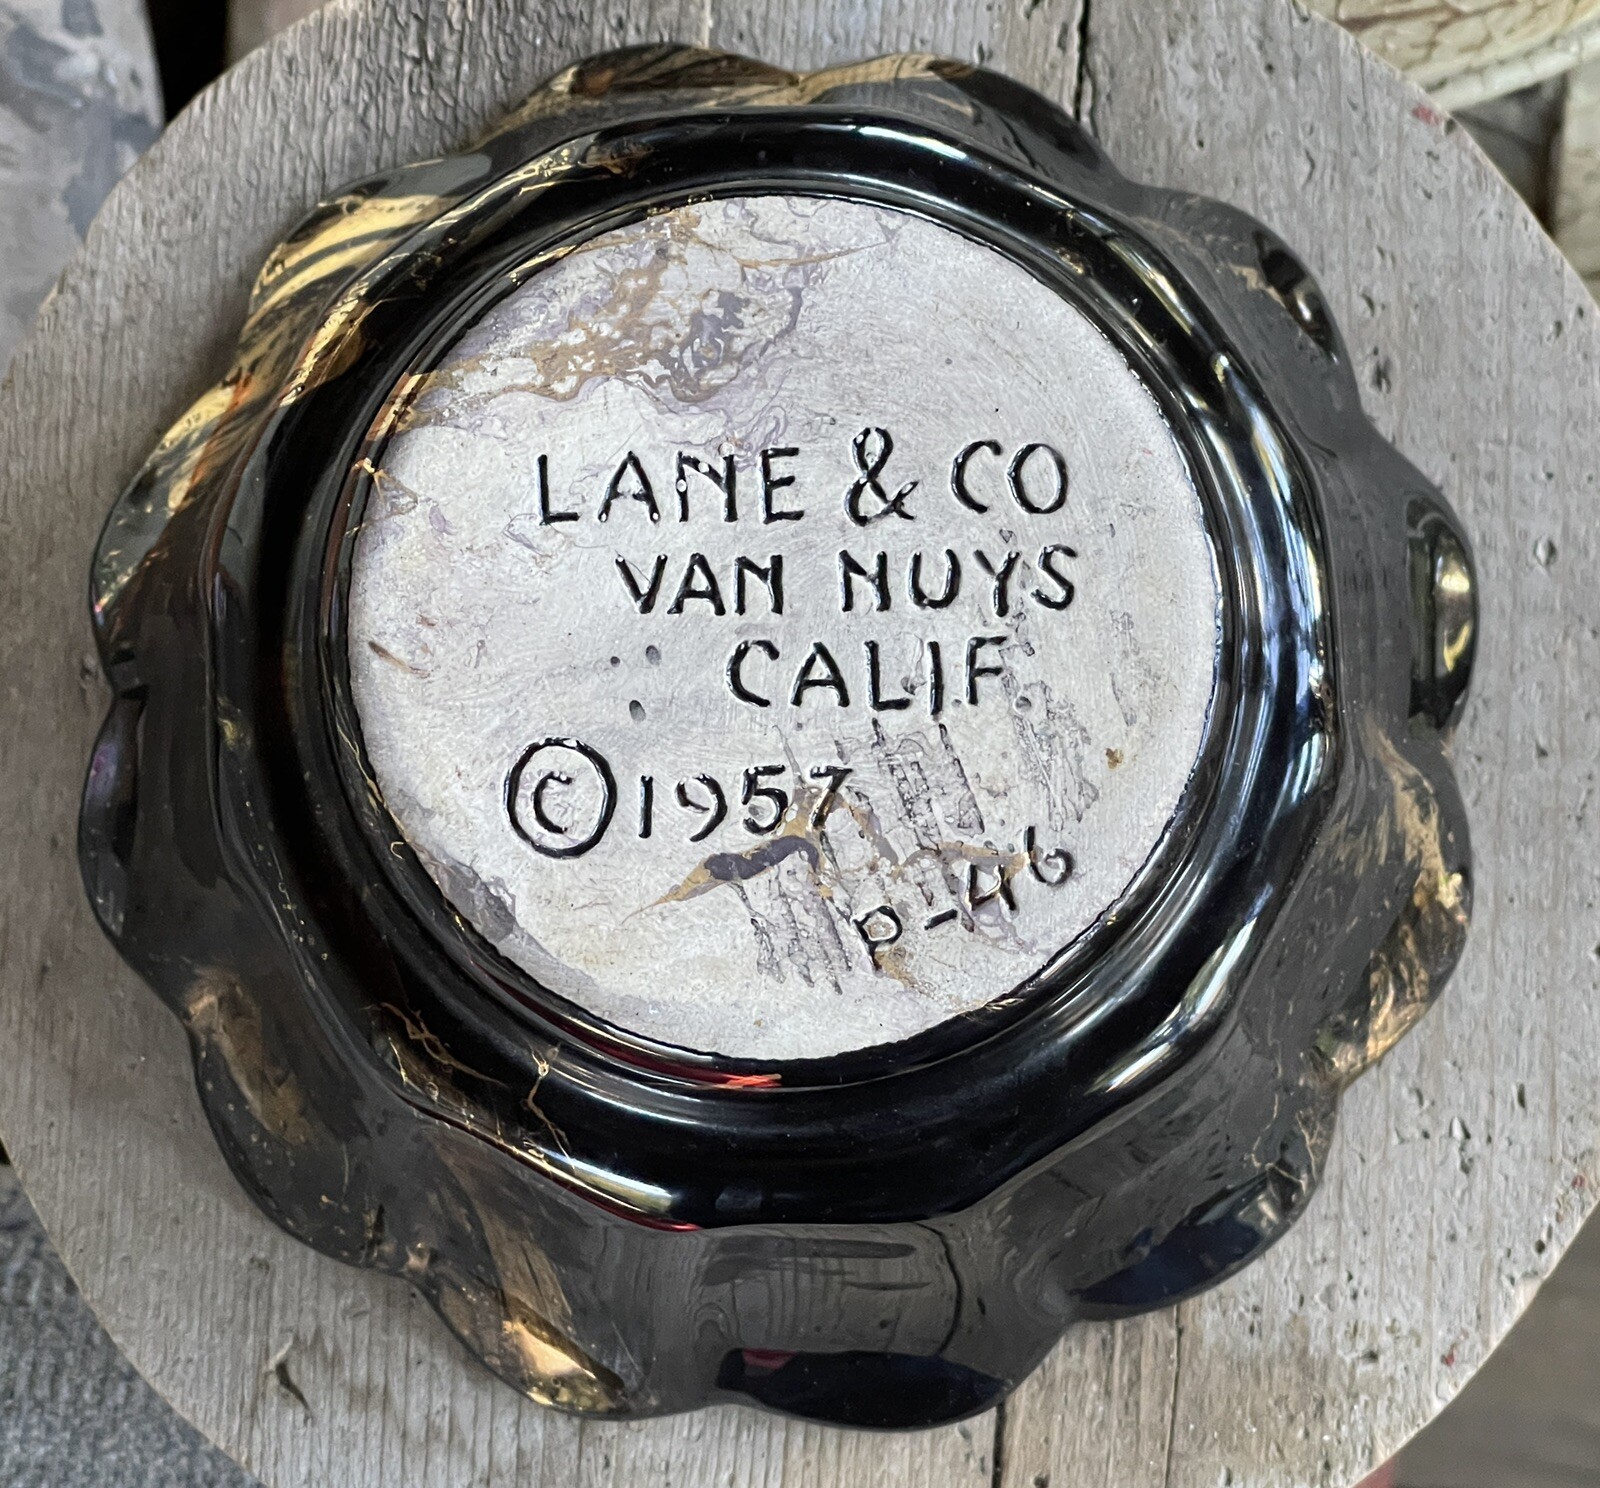 LANE & CO
VAN NUYS
CALIF.
© 1957
P-46